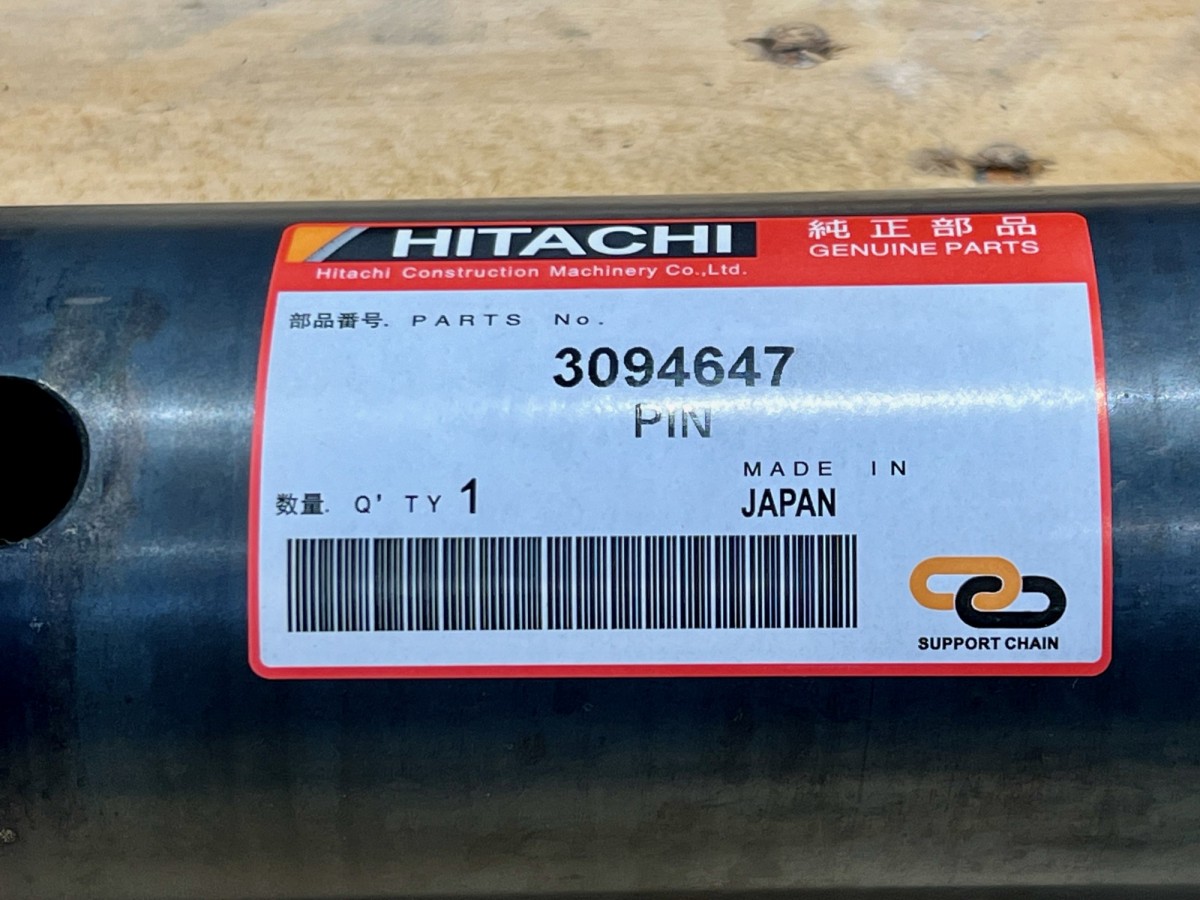 HITACHI
Hitachi Construction Machinery Co.,Ltd.
純正部品
GENUINE PARTS
部品番号. PARTS No.
3094647
PIN
MADE IN
JAPAN
数量. Q'TY 1
SUPPORT CHAIN